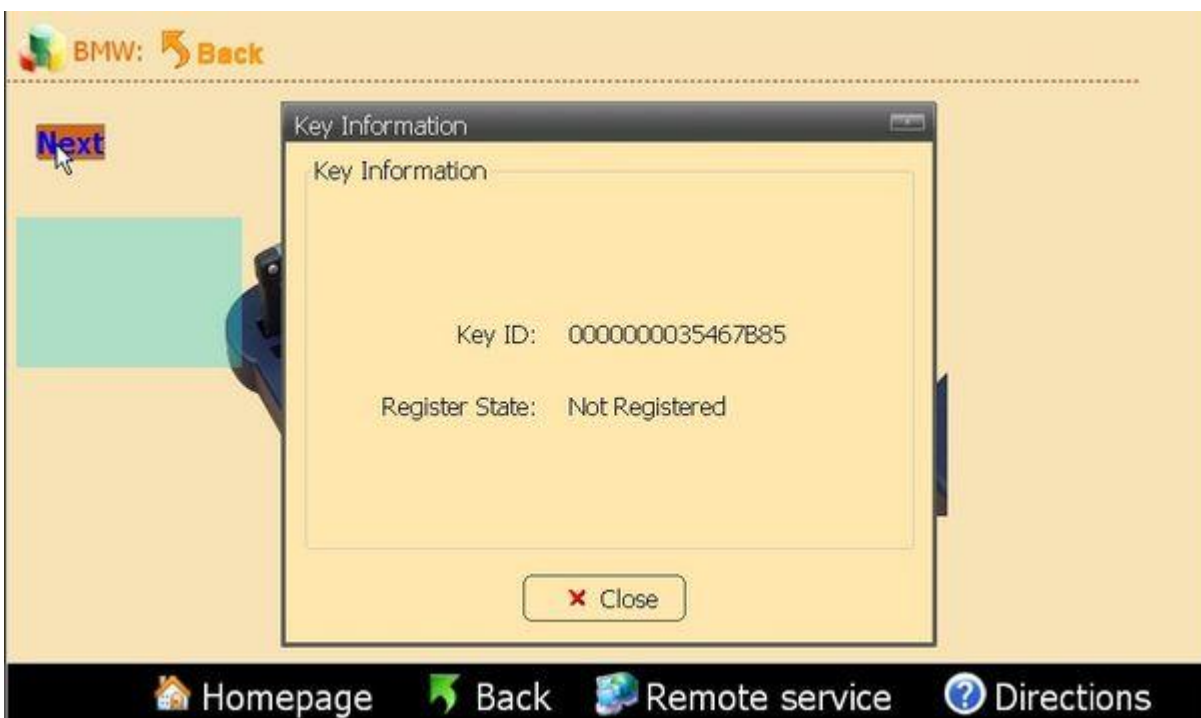 BMW: Back
Next
Key Information
Key Information
Key ID: 0000000035467B85
Register State: Not Registered
Close
Homepage Back Remote service Directions